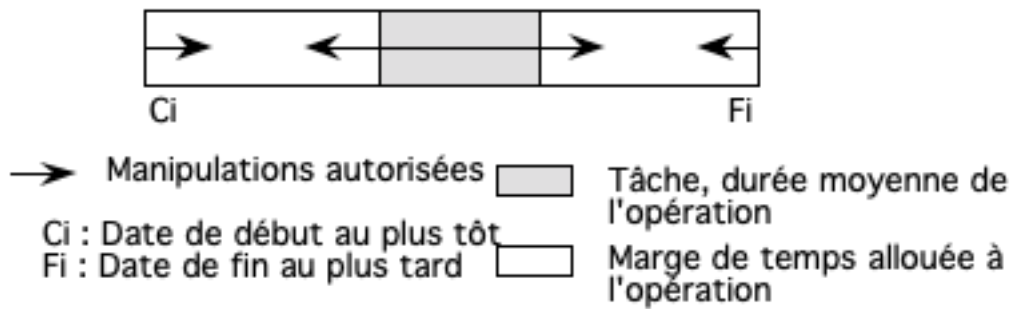 Ci
Fi
Manipulations autorisées
Tâche, durée moyenne de
l'opération
Ci : Date de début au plus tôt
Fi : Date de fin au plus tard
Marge de temps allouée à
l'opération